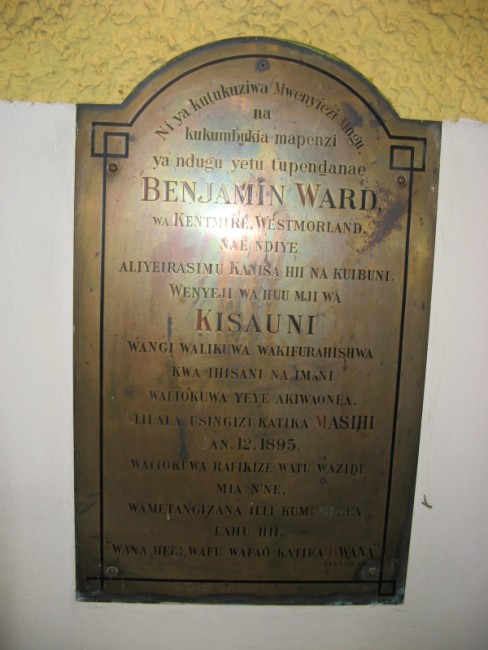 Ni ya kutukuziwa Mwenyiezi Mngu.
na
kukumbukia mapenzi
ya ndugu yetu tupendanae
BENJAMIN WARD,
WA KENTMIRE, WESTMORLAND.
NAE NDIYE
ALIYEIRASIMU KANISA HII NA KUIBUNI.
WENYEJI WA HUU MJI WA
KISAUNI
WANGI WALIKUWA WAKIFURAHISHWA
KWA IHISANI NA IMANI
WALIOKUWA YEYE AKIWAONEA.
LILALA USINGIZI KATIKA MASIHI
AN. 12. 1895.
WALIOKUWA RAFIKIZE WATU WAZIDI
MIA N'NE,
WAMETANGIZANA ILLI
LAHU HII.
"WANA HERI WAFU WAFAO KATIKA BWANA"